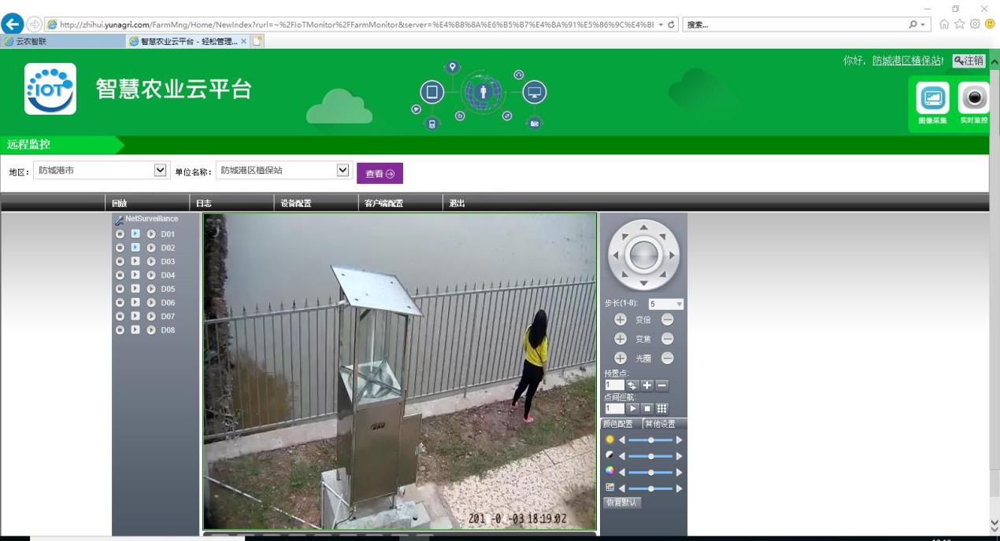 http://zhihui.yunagri.com/FarmMng/Home/NewIndex?rurl=~%2FIoTMonitor%2FFarmMonitor&server=%E4%B8%8A%E6%B5%B7%E4%BA%91%E5%86%9C%E4%BI
搜索...
云农智联
智慧农业云平台 - 轻松管理...
你好, 防城港区植保站! 注销
IOT
智慧农业云平台
图像采集 实时监控
远程监控
地区: 防城港市 单位名称: 防城港区植保站 查看
回放 日志 设备配置 客户端配置 退出
NetSurveillance
D01
D02
D03
D04
D05
D06
D07
D08
步长(1-8): 5
变倍
变焦
光圈
预置点:
1
点间巡航:
1
颜色配置 其他设置
恢复默认
18:19:02